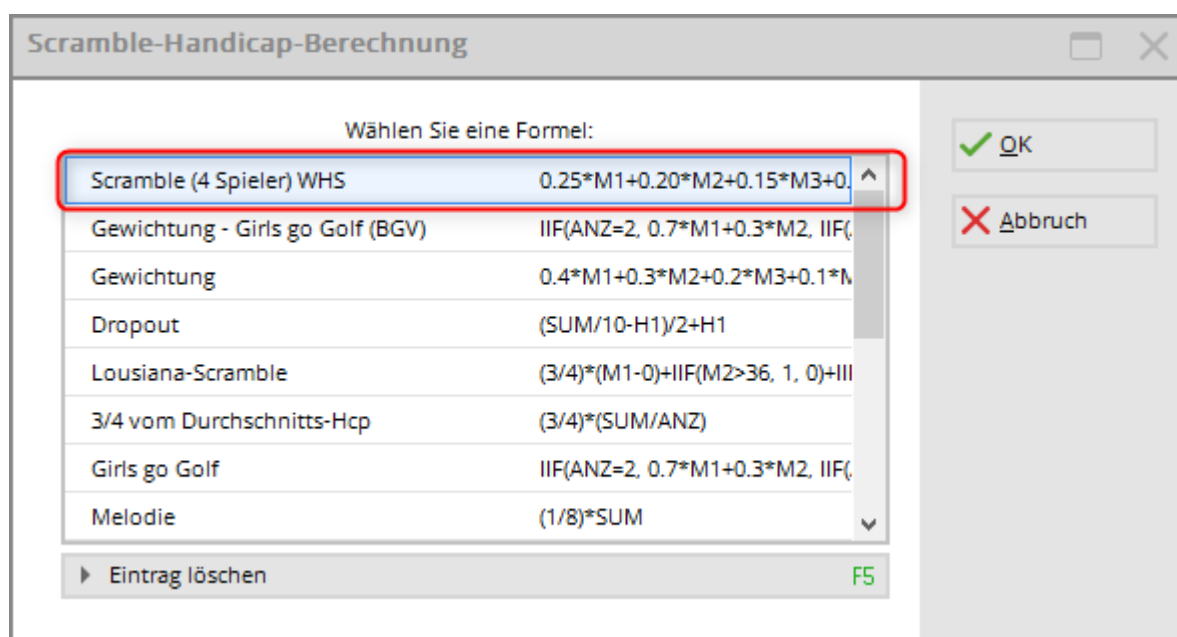 Scramble-Handicap-Berechnung
Wählen Sie eine Formel:
Scramble (4 Spieler) WHS 0.25*M1+0.20*M2+0.15*M3+0.
Gewichtung - Girls go Golf (BGV) IIF(ANZ=2, 0.7*M1+0.3*M2, IIF(
Gewichtung 0.4*M1+0.3*M2+0.2*M3+0.1*M
Dropout (SUM/10-H1)/2+H1
Lousiana-Scramble (3/4)*(M1-0)+IIF(M2>36, 1, 0)+III
3/4 vom Durchschnitts-Hcp (3/4)*(SUM/ANZ)
Girls go Golf IIF(ANZ=2, 0.7*M1+0.3*M2, IIF(
Melodie (1/8)*SUM
Eintrag löschen F5
OK
Abbruch